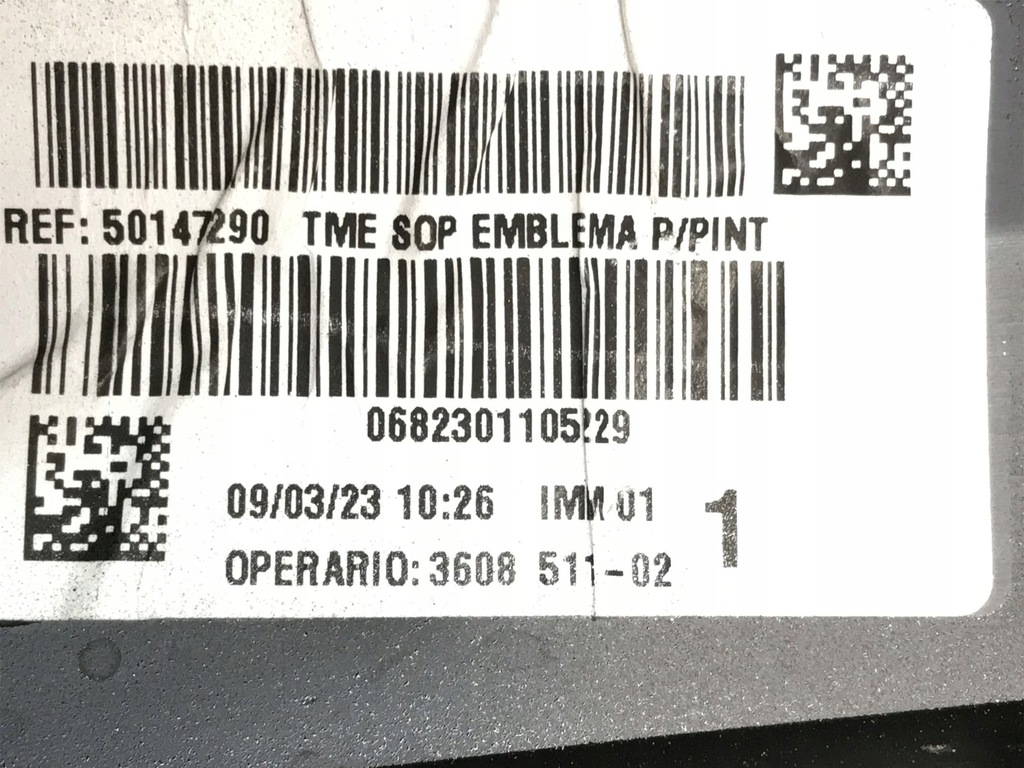 REF: 50147290 TME SOP EMBLEMA P/PINT
0682301105229
09/03/23 10:26 IMM 01
1
OPERARIO: 3608 511-02